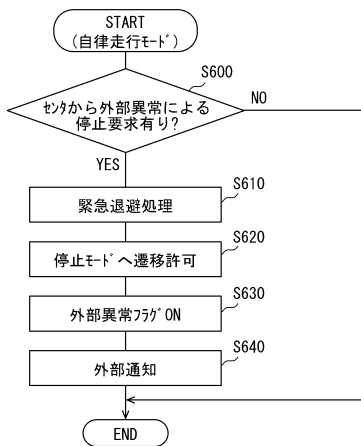 START
(自律走行ﾓｰﾄﾞ)
S600
ｾﾝﾀから外部異常による
停止要求有り?
NO
YES
S610
緊急退避処理
S620
停止ﾓｰﾄﾞへ遷移許可
S630
外部異常ﾌﾗｸﾞON
S640
外部通知
END